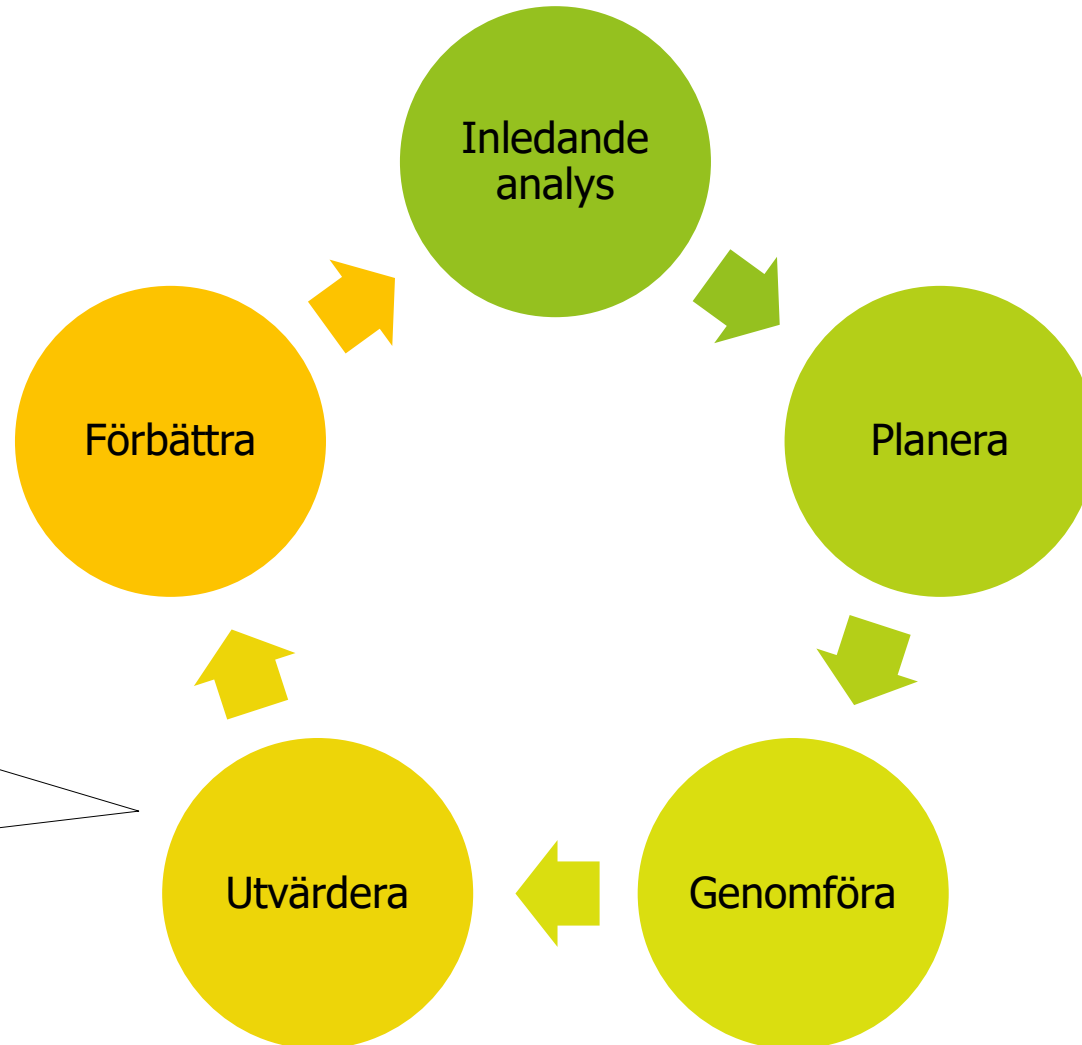 Inledande
analys
Planera
Genomföra
Utvärdera
Förbättra